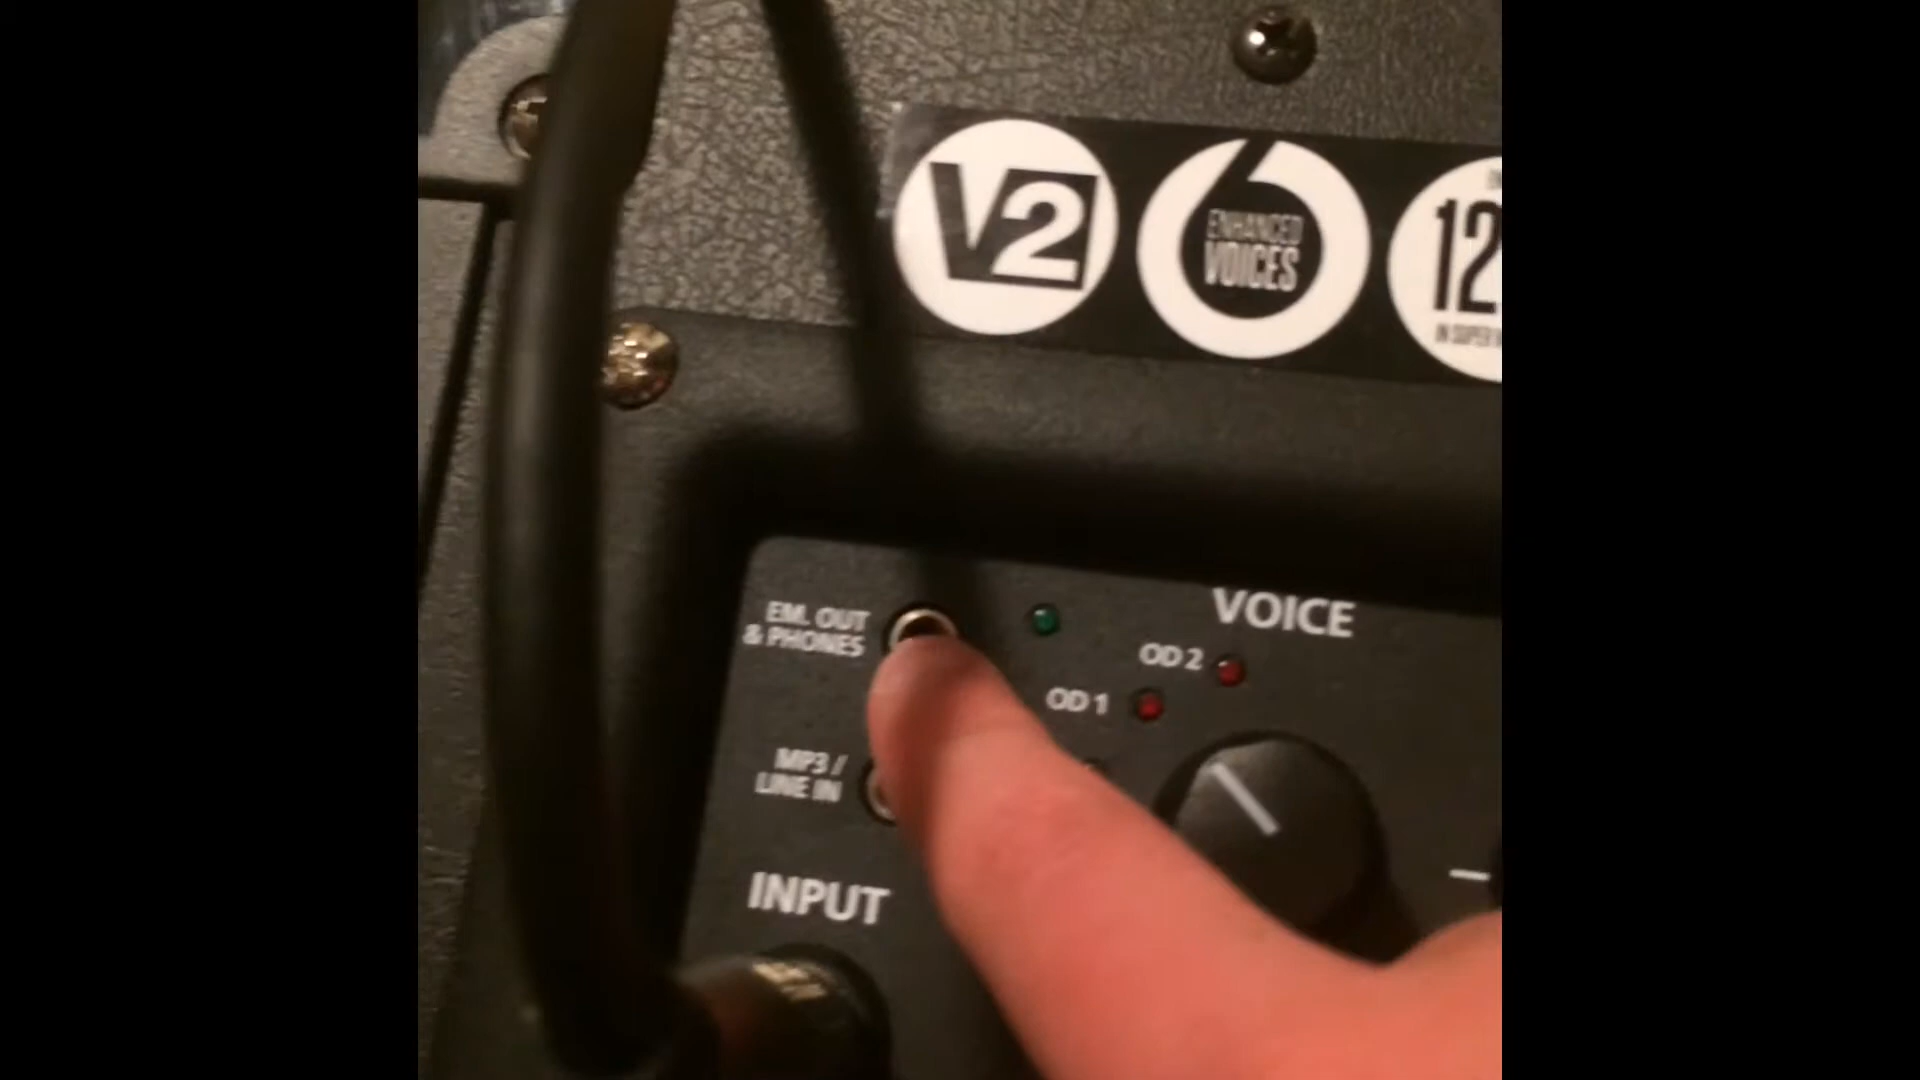 V2
ENHANCED
VOICES
12
EM. OUT
& PHONES
VOICE
OD 2
OD 1
MP3 /
LINE IN
INPUT